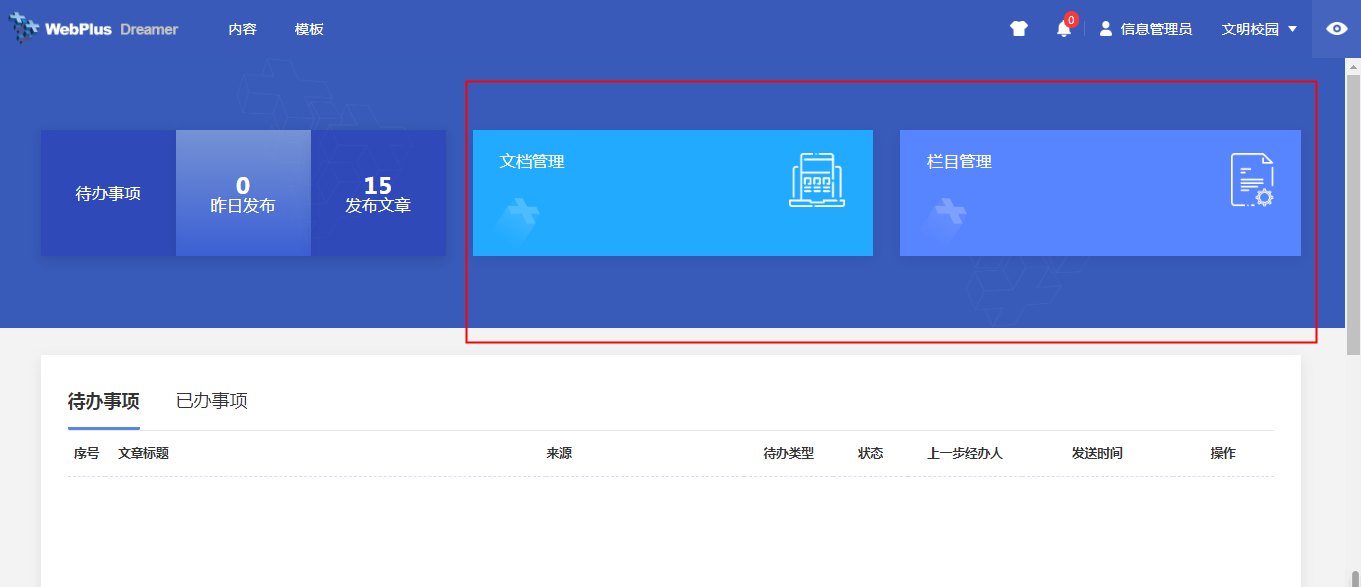 WebPlus Dreamer
内容
模板
0
信息管理员
文明校园
待办事项
0
昨日发布
15
发布文章
文档管理
栏目管理
待办事项
已办事项
序号 文章标题 来源 待办类型 状态 上一步经办人 发送时间 操作